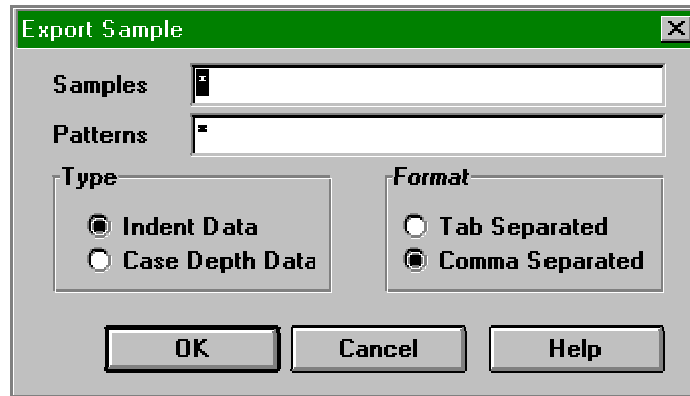 Export Sample
Samples *
Patterns *
Type
Indent Data
Case Depth Data
Format
Tab Separated
Comma Separated
OK Cancel Help